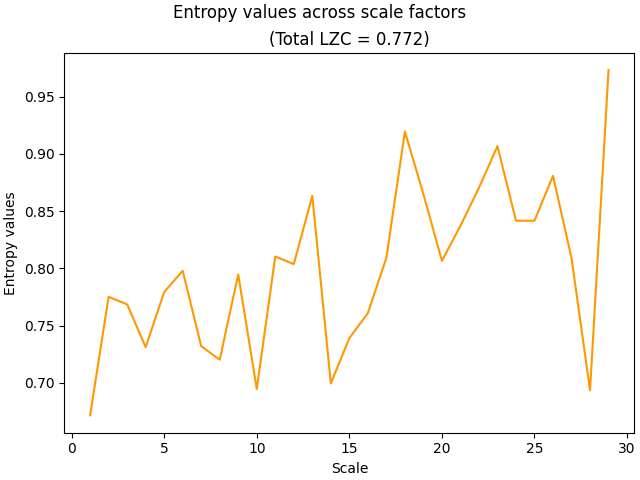 Entropy values across scale factors
(Total LZC = 0.772)
0.95
0.90
0.85
0.80
0.75
0.70
Entropy values
0 5 10 15 20 25 30
Scale